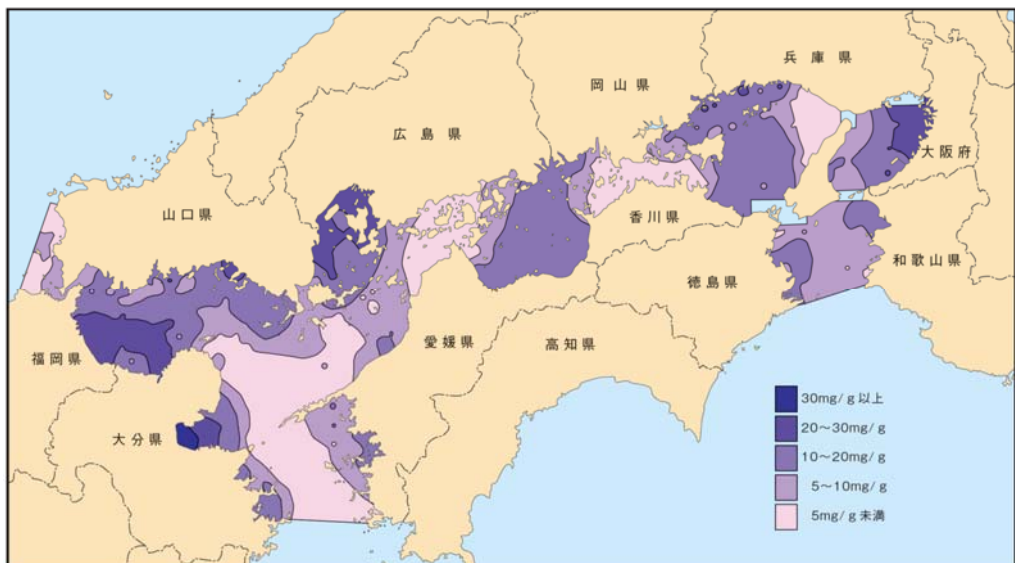 兵庫県
岡山県
広島県
大阪府
山口県
香川県
和歌山県
徳島県
愛媛県
高知県
福岡県
大分県
30mg/g以上
20～30mg/g
10～20mg/g
5～10mg/g
5mg/g未満